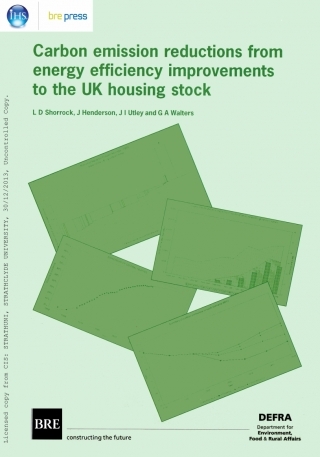 IHS
bre press
Carbon emission reductions from
energy efficiency improvements
to the UK housing stock
L D Shorrock, J Henderson, J I Utley and G A Walters
Licensed copy from CIS: STRATHUNI, STRATHCLYDE UNIVERSITY, 30/12/2013, Uncontrolled Copy.
BRE
constructing the future
DEFRA
Department for
Environment,
Food & Rural Affairs